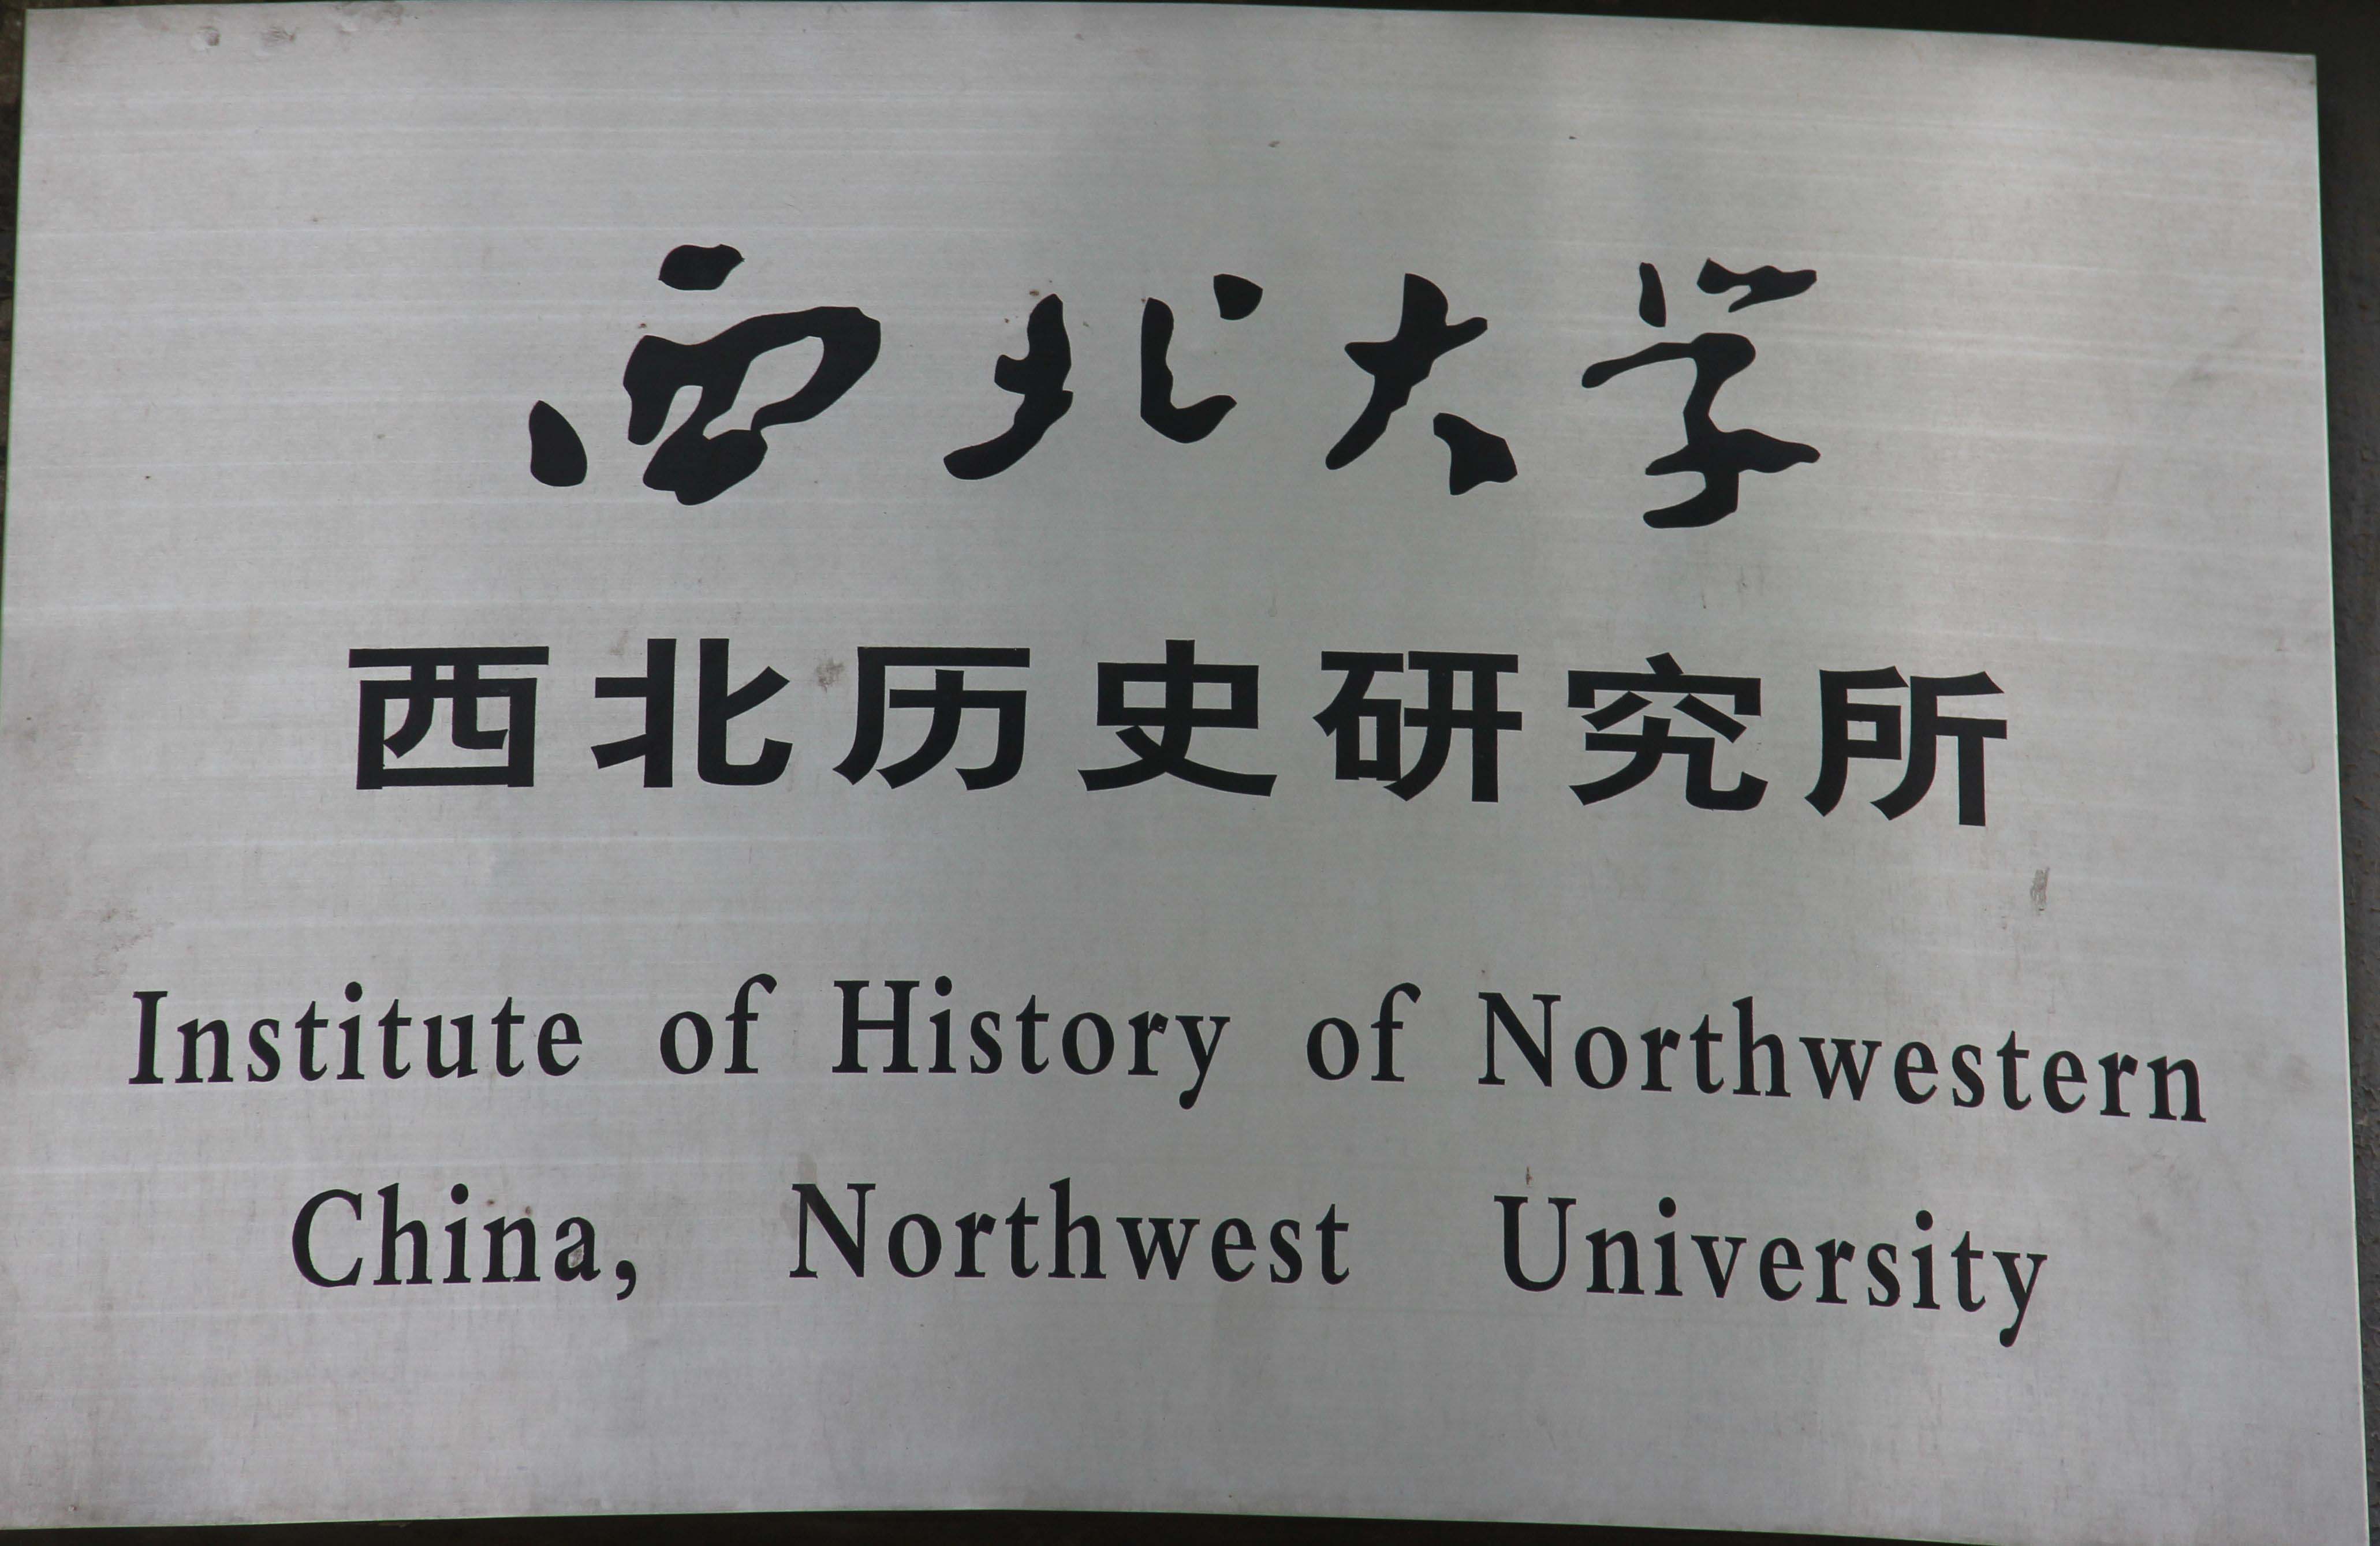 西北大学
西北历史研究所
Institute of History of Northwestern
China, Northwest University